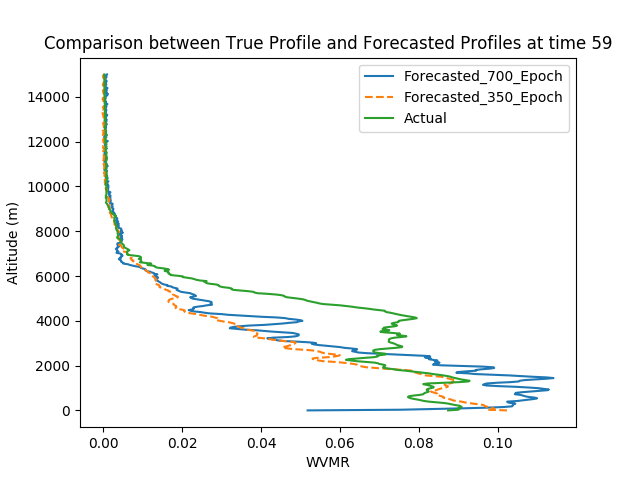 Comparison between True Profile and Forecasted Profiles at time 59
Forecasted_700_Epoch
Forecasted_350_Epoch
Actual
Altitude (m)
14000
12000
10000
8000
6000
4000
2000
0
0.00 0.02 0.04 0.06 0.08 0.10
WVMR